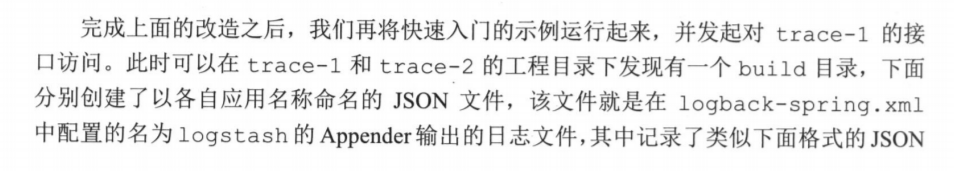 完成上面的改造之后，我们再将快速入门的示例运行起来，并发起对 trace-1 的接
口访问。此时可以在 trace-1 和 trace-2 的工程目录下发现有一个 build 目录，下面
分别创建了以各自应用名称命名的 JSON 文件，该文件就是在 logback-spring.xml
中配置的名为 logstash 的 Appender 输出的日志文件，其中记录了类似下面格式的 JSON